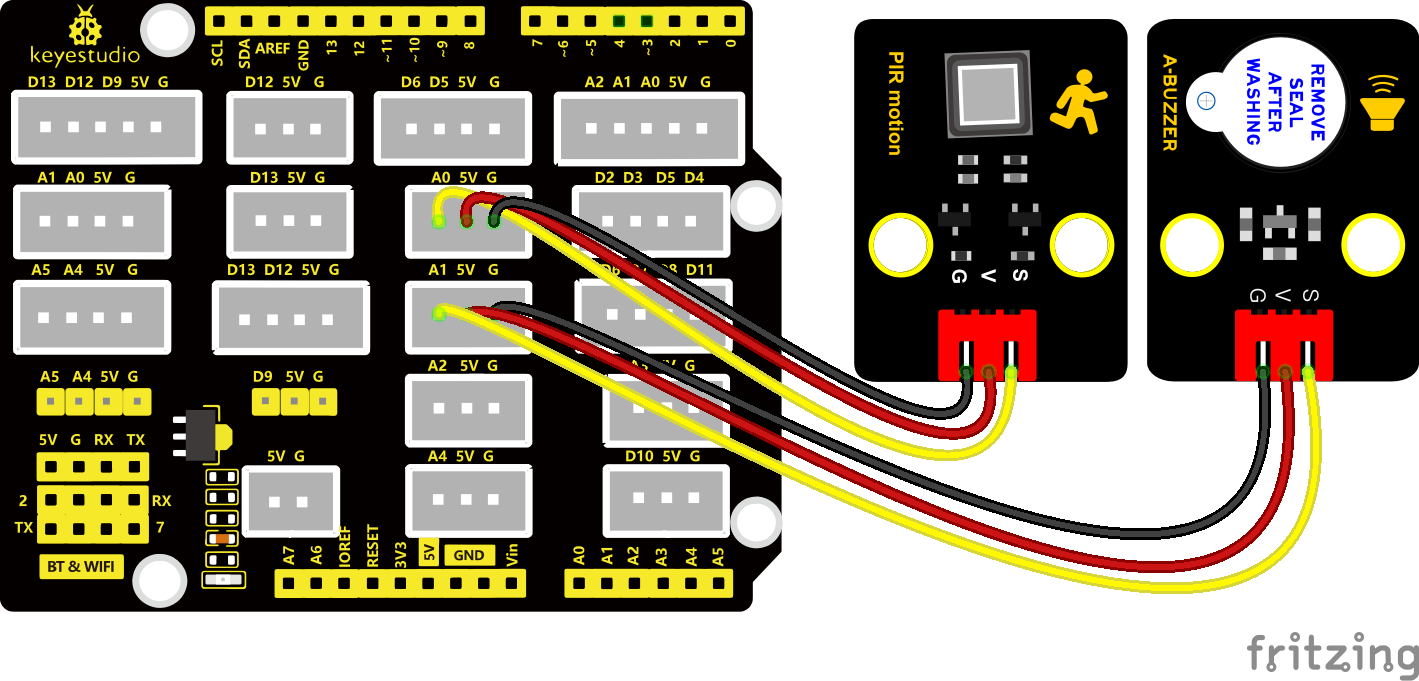 keyestudio
SCL SDA AREF GND 13 12 ~11 ~10 ~9 8
7 ~6 ~5 4 ~3 2 1 0
D13 D12 D9 5V G
D12 5V G
D6 D5 5V G
A2 A1 A0 5V G
A1 A0 5V G
D13 5V G
A0 5V G
D2 D3 D5 D4
A5 A4 5V G
D13 D12 5V G
A1 5V G
D11
A5 A4 5V G
D9 5V G
A2 5V G
G
5V G RX TX
5V G
A4 5V G
D10 5V G
2 RX
TX 7
BT & WIFI
A7 A6 IOREF RESET 3V3 5V GND Vin
A0 A1 A2 A3 A4 A5
PIR motion
G V S
A-BUZZER
REMOVE
SEAL
AFTER
WASHING
G V S
fritzing